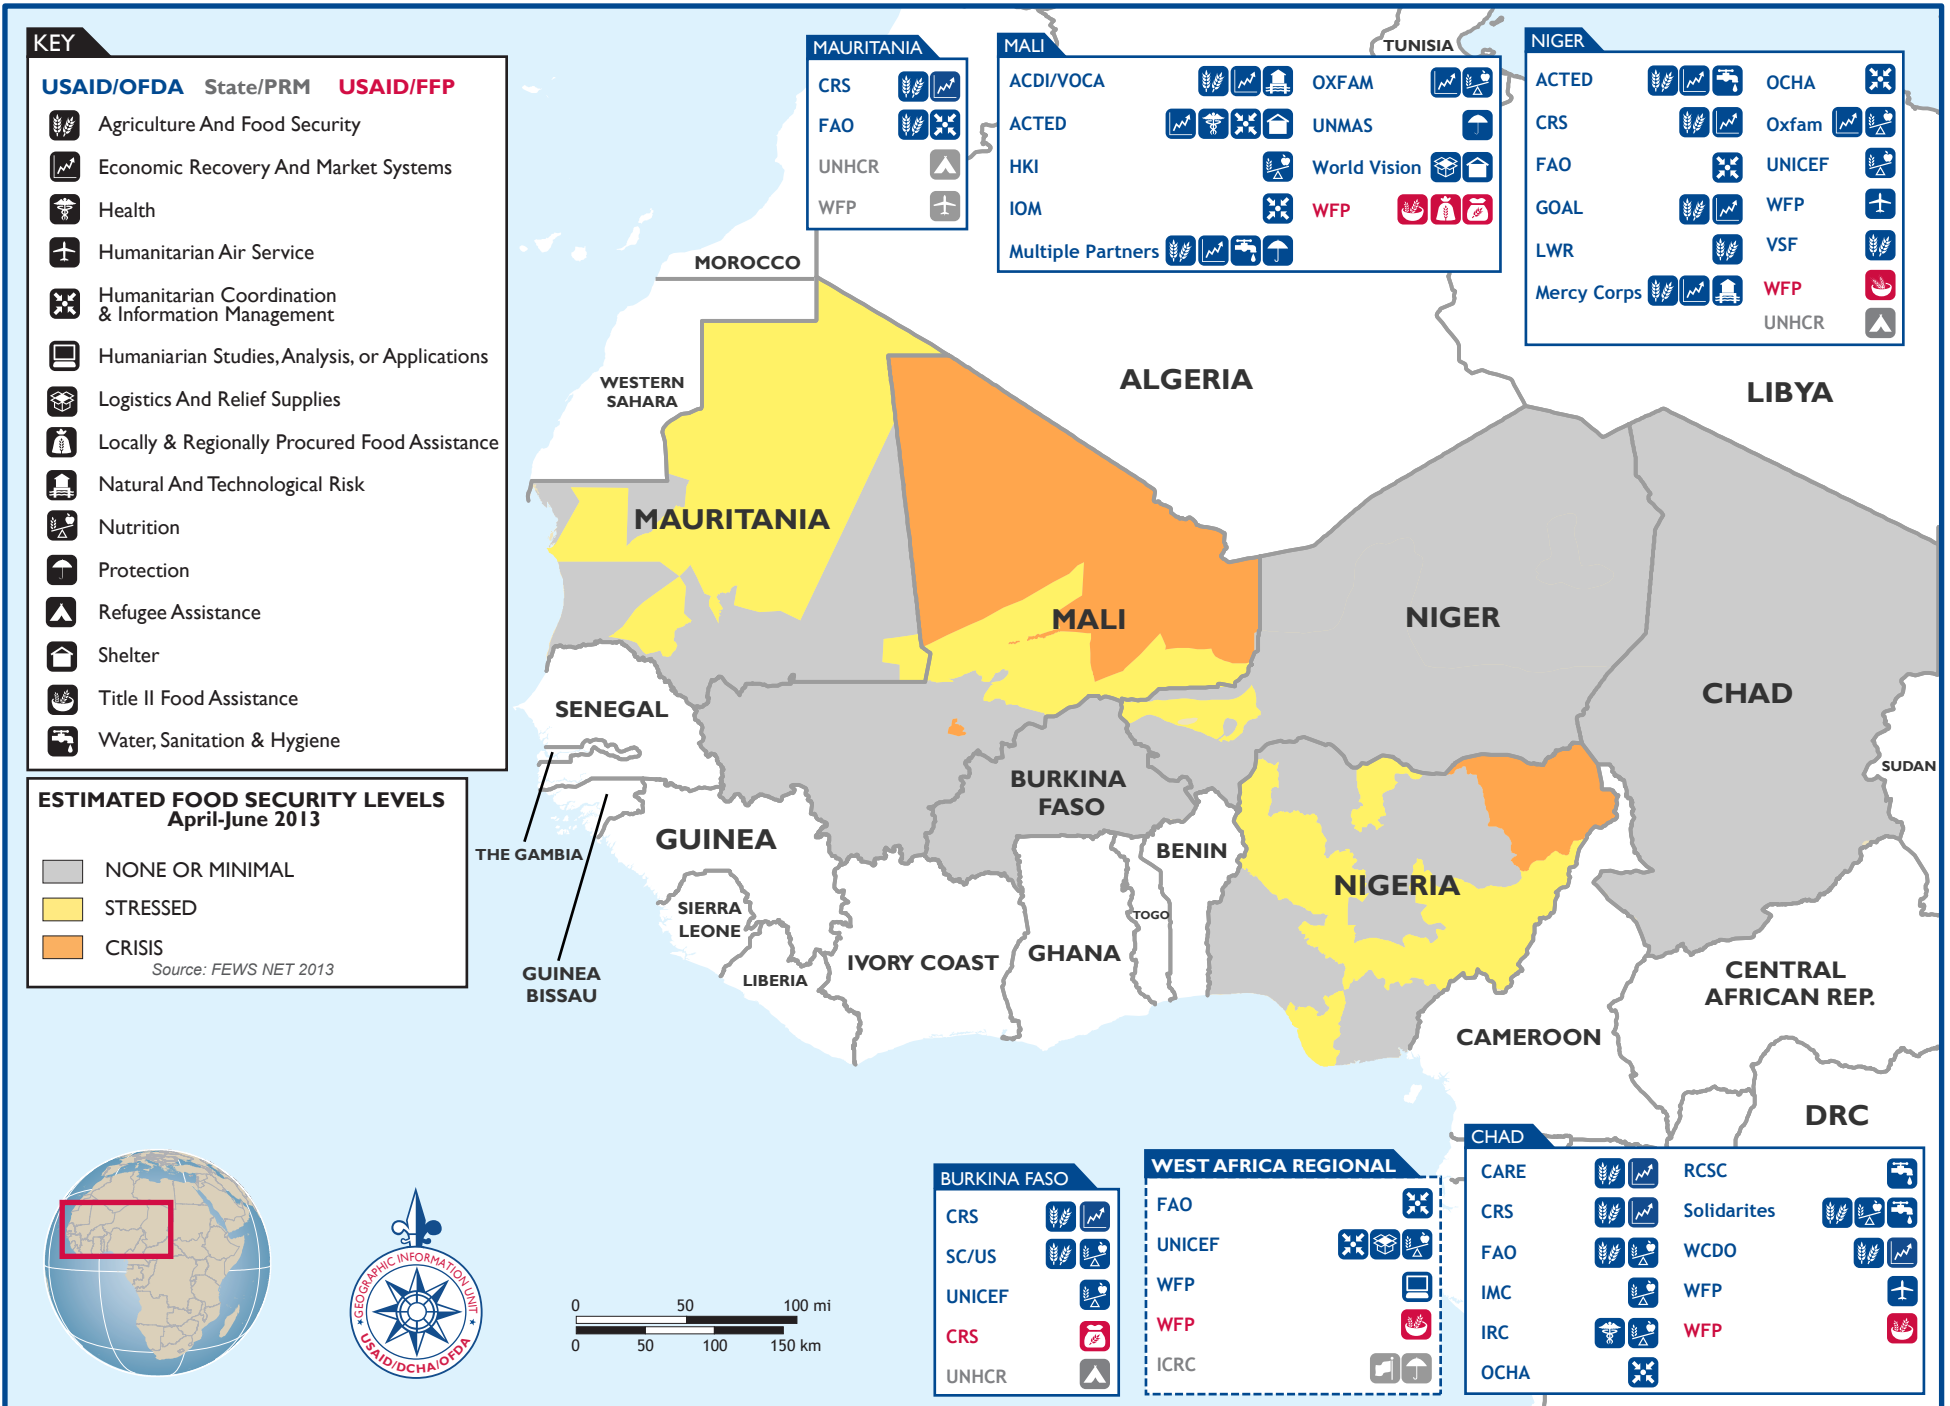 KEY
USAID/OFDA State/PRM USAID/FFP
Agriculture And Food Security
Economic Recovery And Market Systems
Health
Humanitarian Air Service
Humanitarian Coordination
& Information Management
Humaniarian Studies, Analysis, or Applications
Logistics And Relief Supplies
Locally & Regionally Procured Food Assistance
Natural And Technological Risk
Nutrition
Protection
Refugee Assistance
Shelter
Title II Food Assistance
Water, Sanitation & Hygiene
ESTIMATED FOOD SECURITY LEVELS
April-June 2013
NONE OR MINIMAL
STRESSED
CRISIS
Source: FEWS NET 2013
MAURITANIA
CRS
FAO
UNHCR
WFP
MALI
ACDI/VOCA
ACTED
HKI
IOM
Multiple Partners
OXFAM
UNMAS
World Vision
WFP
NIGER
ACTED
CRS
FAO
GOAL
LWR
Mercy Corps
OCHA
Oxfam
UNICEF
WFP
VSF
WFP
UNHCR
TUNISIA
MOROCCO
WESTERN
SAHARA
ALGERIA
LIBYA
MAURITANIA
MALI
NIGER
CHAD
SENEGAL
SUDAN
BURKINA
FASO
THE GAMBIA
GUINEA
BENIN
NIGERIA
SIERRA
LEONE
TOGO
GUINEA
BISSAU
LIBERIA
IVORY COAST
GHANA
CENTRAL
AFRICAN REP.
CAMEROON
DRC
BURKINA FASO
CRS
SC/US
UNICEF
CRS
UNHCR
WEST AFRICA REGIONAL
FAO
UNICEF
WFP
WFP
ICRC
CHAD
CARE
CRS
FAO
IMC
IRC
OCHA
RCSC
Solidarites
WCDO
WFP
WFP
GEOGRAPHIC INFORMATION UNIT
USAID/DCHA/OFDA
0 50 100 mi
0 50 100 150 km